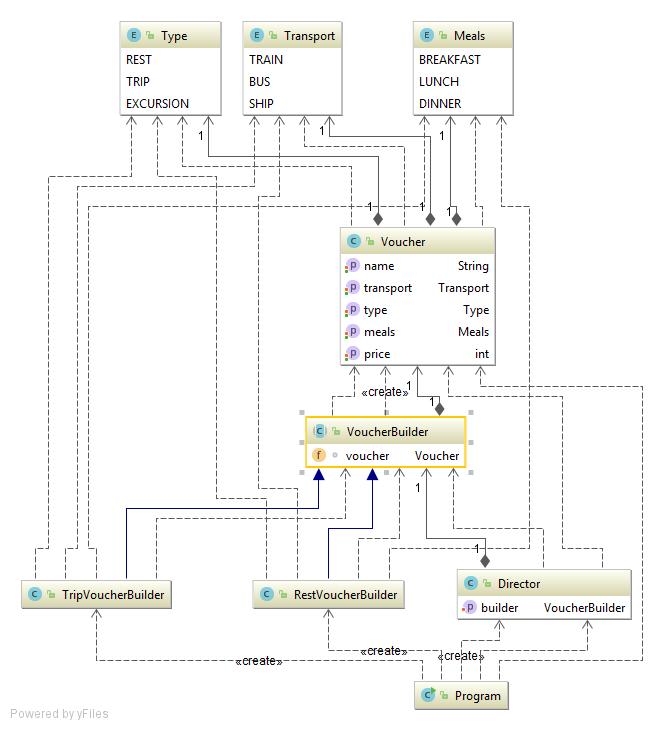 E Type
REST
TRIP
EXCURSION
E Transport
TRAIN
BUS
SHIP
E Meals
BREAKFAST
LUNCH
DINNER
1
1
1
1
1
1
C Voucher
p name String
p transport Transport
p type Type
p meals Meals
p price int
«create»
1
1
C VoucherBuilder
f voucher Voucher
1
1
C TripVoucherBuilder
C RestVoucherBuilder
C Director
p builder VoucherBuilder
«create»
«create»
«create»
C Program
Powered by yFiles